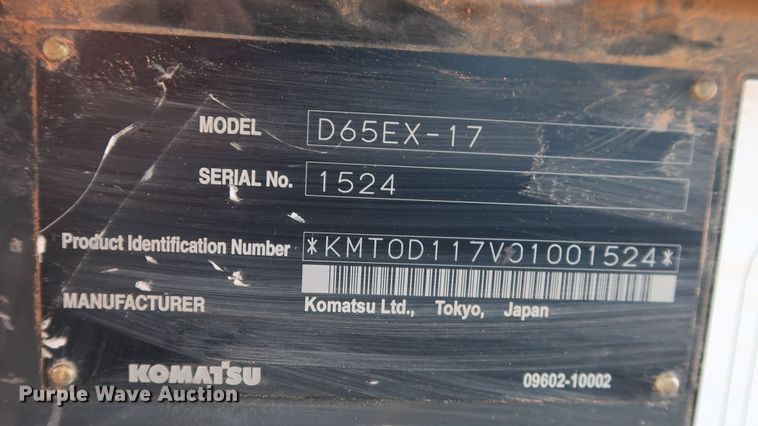 MODEL D65EX-17
SERIAL No. 1524
Product Identification Number *KMT0D117V01001524*
MANUFACTURER Komatsu Ltd., Tokyo, Japan
KOMATSU 09602-10002
Purple Wave Auction